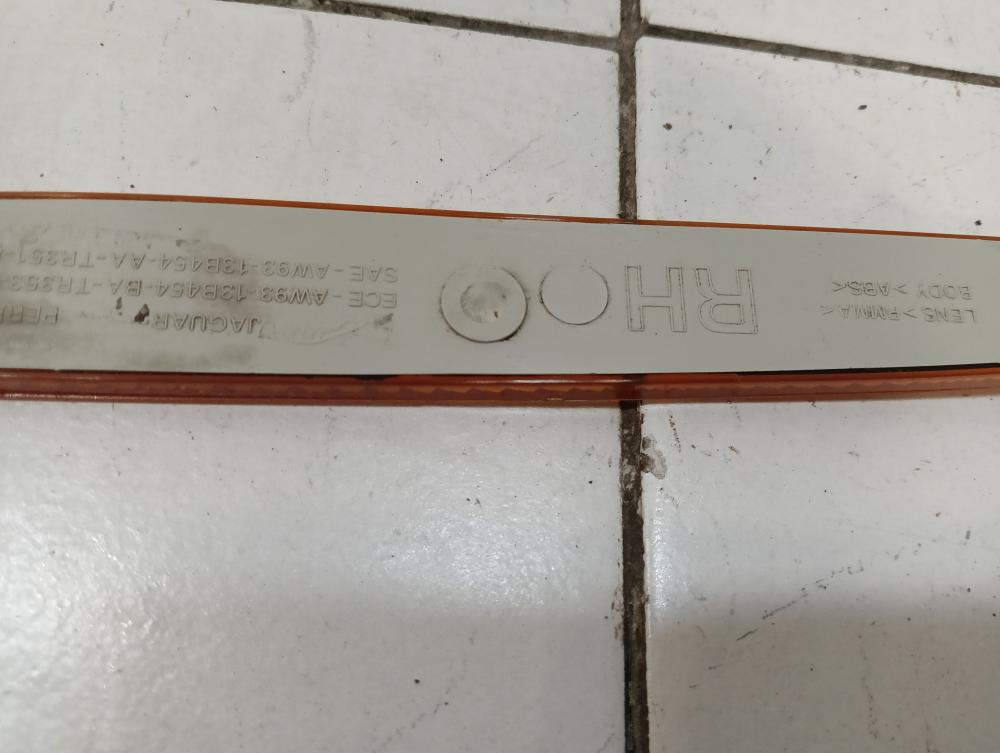 LENS >PMMA<
BODY >ABS<
RH
JAGUAR
ECE - AW93-13B454-BA-TR353-
SAE - AW93-13B454-AA-TR351-